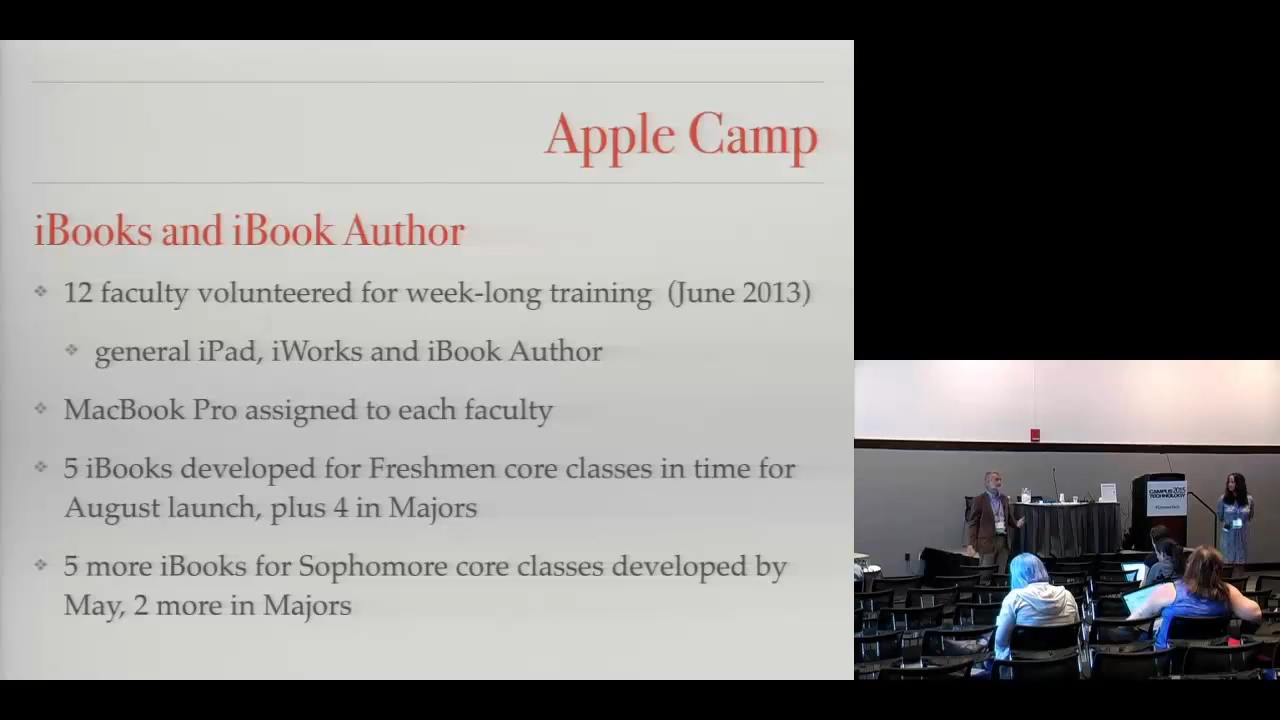 Apple Camp
iBooks and iBook Author
12 faculty volunteered for week-long training (June 2013)
general iPad, iWorks and iBook Author
MacBook Pro assigned to each faculty
5 iBooks developed for Freshmen core classes in time for
August launch, plus 4 in Majors
5 more iBooks for Sophomore core classes developed by
May, 2 more in Majors
CAMPUS 2015
TECHNOLOGY